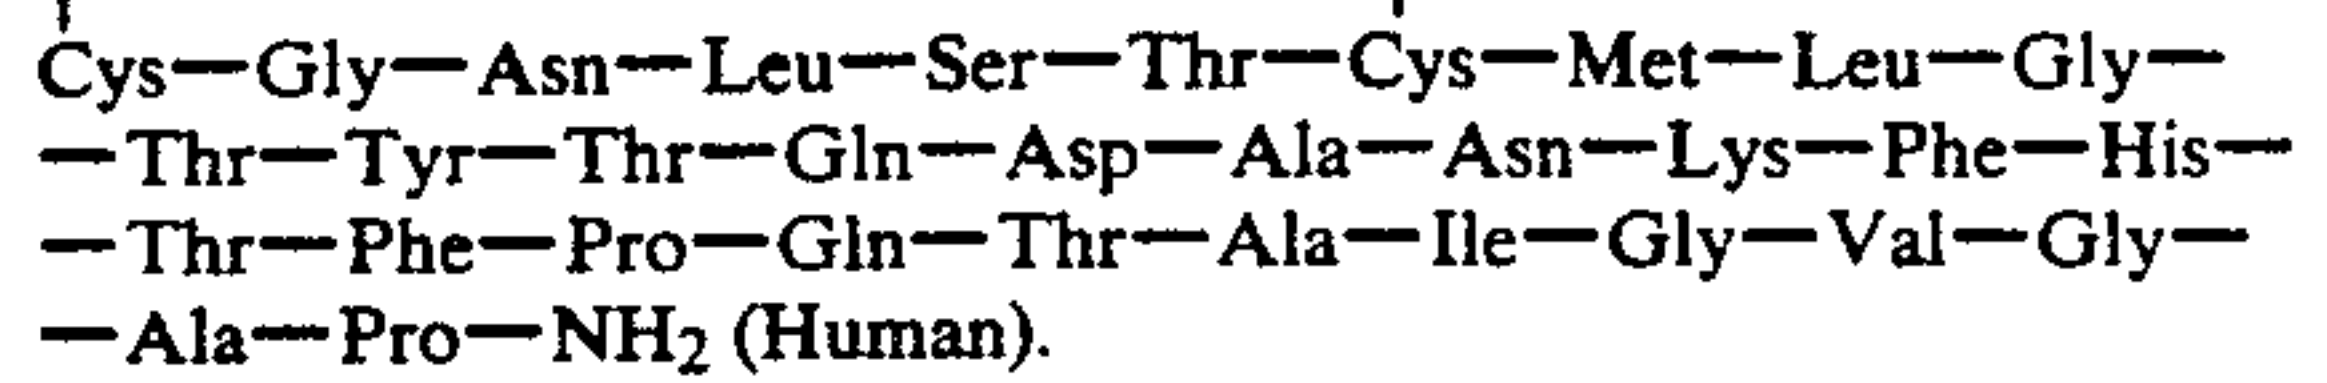 Cys—Gly—Asn—Leu—Ser—Thr—Cys—Met—Leu—Gly—
—Thr—Tyr—Thr—Gln—Asp—Ala—Asn—Lys—Phe—His—
—Thr—Phe—Pro—Gln—Thr—Ala—Ile—Gly—Val—Gly—
—Ala—Pro—NH₂ (Human).